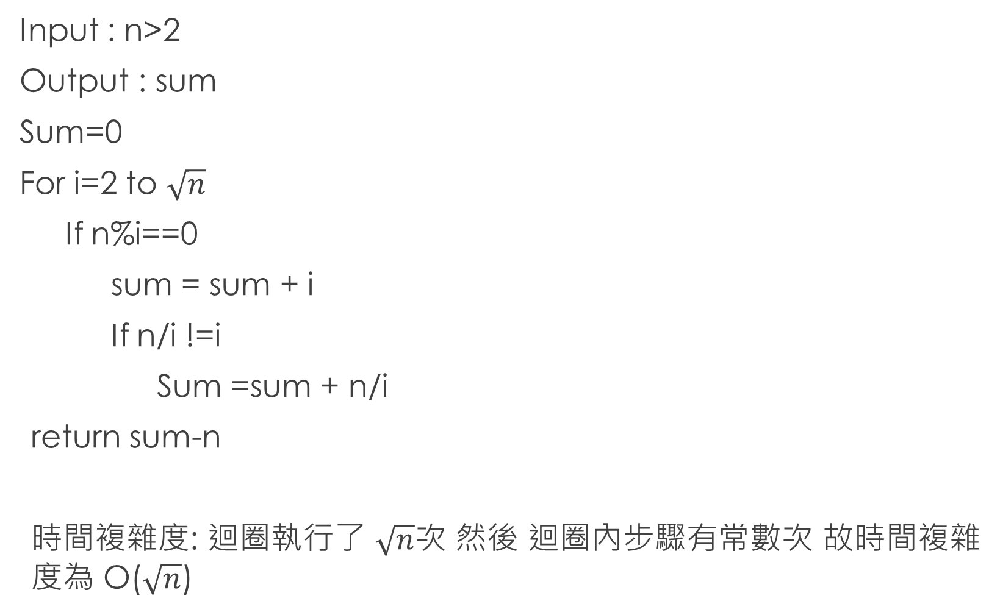 Input : n>2
Output : sum
Sum=0
For i=2 to √n
If n%i==0
sum = sum + i
If n/i !=i
Sum =sum + n/i
return sum-n
時間複雜度: 迴圈執行了 √n次 然後 迴圈內步驟有常數次 故時間複雜
度為 O(√n)